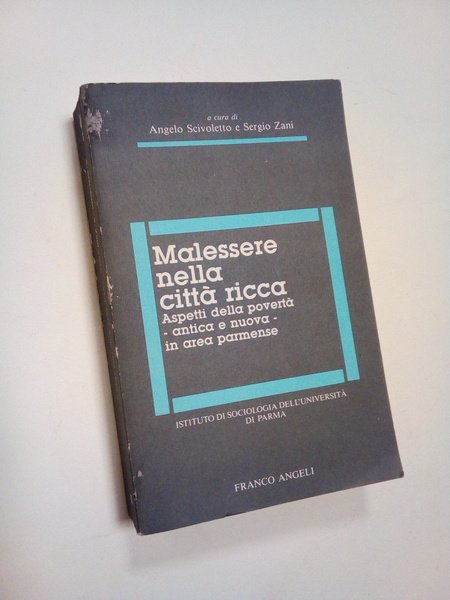 a cura di
Angelo Scivoletto e Sergio Zani
Malessere
nella
città ricca
Aspetti della povertà
- antica e nuova -
in area parmense
ISTITUTO DI SOCIOLOGIA DELL'UNIVERSITÀ
DI PARMA
FRANCO ANGELI